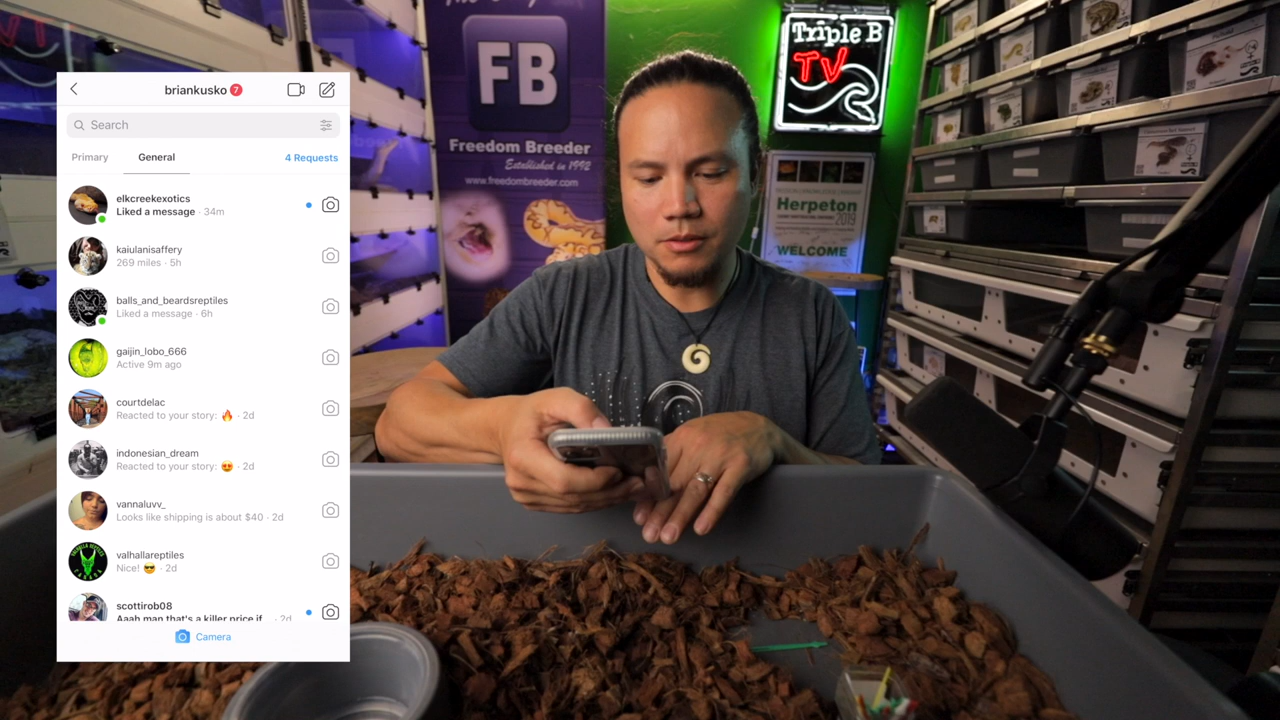 briankusko 7
Search
Primary
General
4 Requests
elkcreekexotics
Liked a message · 34m
kaiulanisaffery
269 miles · 5h
balls_and_beardsreptiles
Liked a message · 6h
gaijin_lobo_666
Active 9m ago
courtdelac
Reacted to your story: 🔥 · 2d
indonesian_dream
Reacted to your story: 😍 · 2d
vannaluvv_
Looks like shipping is about $40 · 2d
valhallareptiles
Nice! 😎 · 2d
scottirob08
Aaah man that's a killer price if · 2d
Camera
FB
Freedom Breeder
Established in 1992
www.freedombreeder.com
Triple B
TV
Herpeton
2019
WELCOME